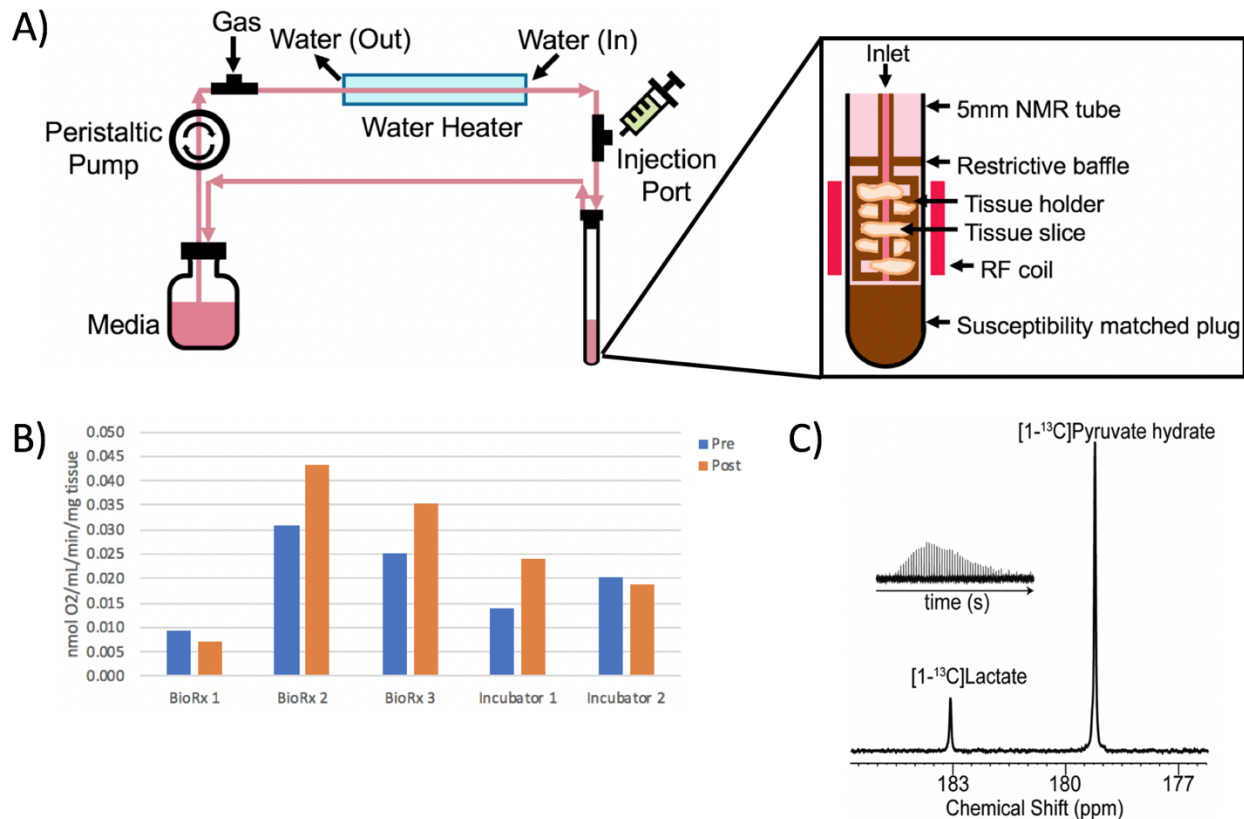 A)
Gas
Water (Out)
Water (In)
Peristaltic
Pump
Water Heater
Injection
Port
Media
Inlet
5mm NMR tube
Restrictive baffle
Tissue holder
Tissue slice
RF coil
Susceptibility matched plug
B)
nmol O2/mL/min/mg tissue
0.050
0.045
0.040
0.035
0.030
0.025
0.020
0.015
0.010
0.005
0.000
BioRx 1
BioRx 2
BioRx 3
Incubator 1
Incubator 2
Pre
Post
C)
[1-¹³C]Pyruvate hydrate
time (s)
[1-¹³C]Lactate
183
180
177
Chemical Shift (ppm)